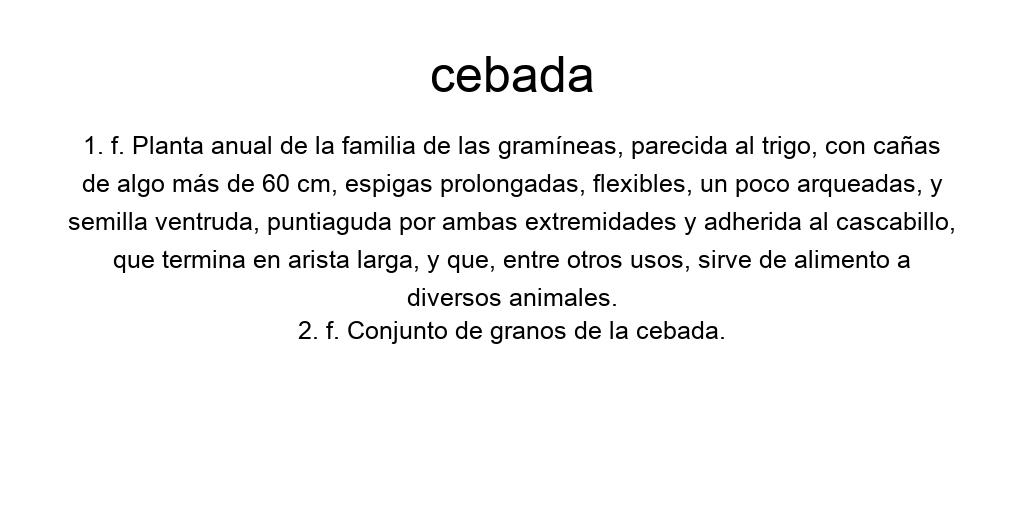 cebada
1. f. Planta anual de la familia de las gramíneas, parecida al trigo, con cañas
de algo más de 60 cm, espigas prolongadas, flexibles, un poco arqueadas, y
semilla ventruda, puntiaguda por ambas extremidades y adherida al cascabillo,
que termina en arista larga, y que, entre otros usos, sirve de alimento a
diversos animales.
2. f. Conjunto de granos de la cebada.